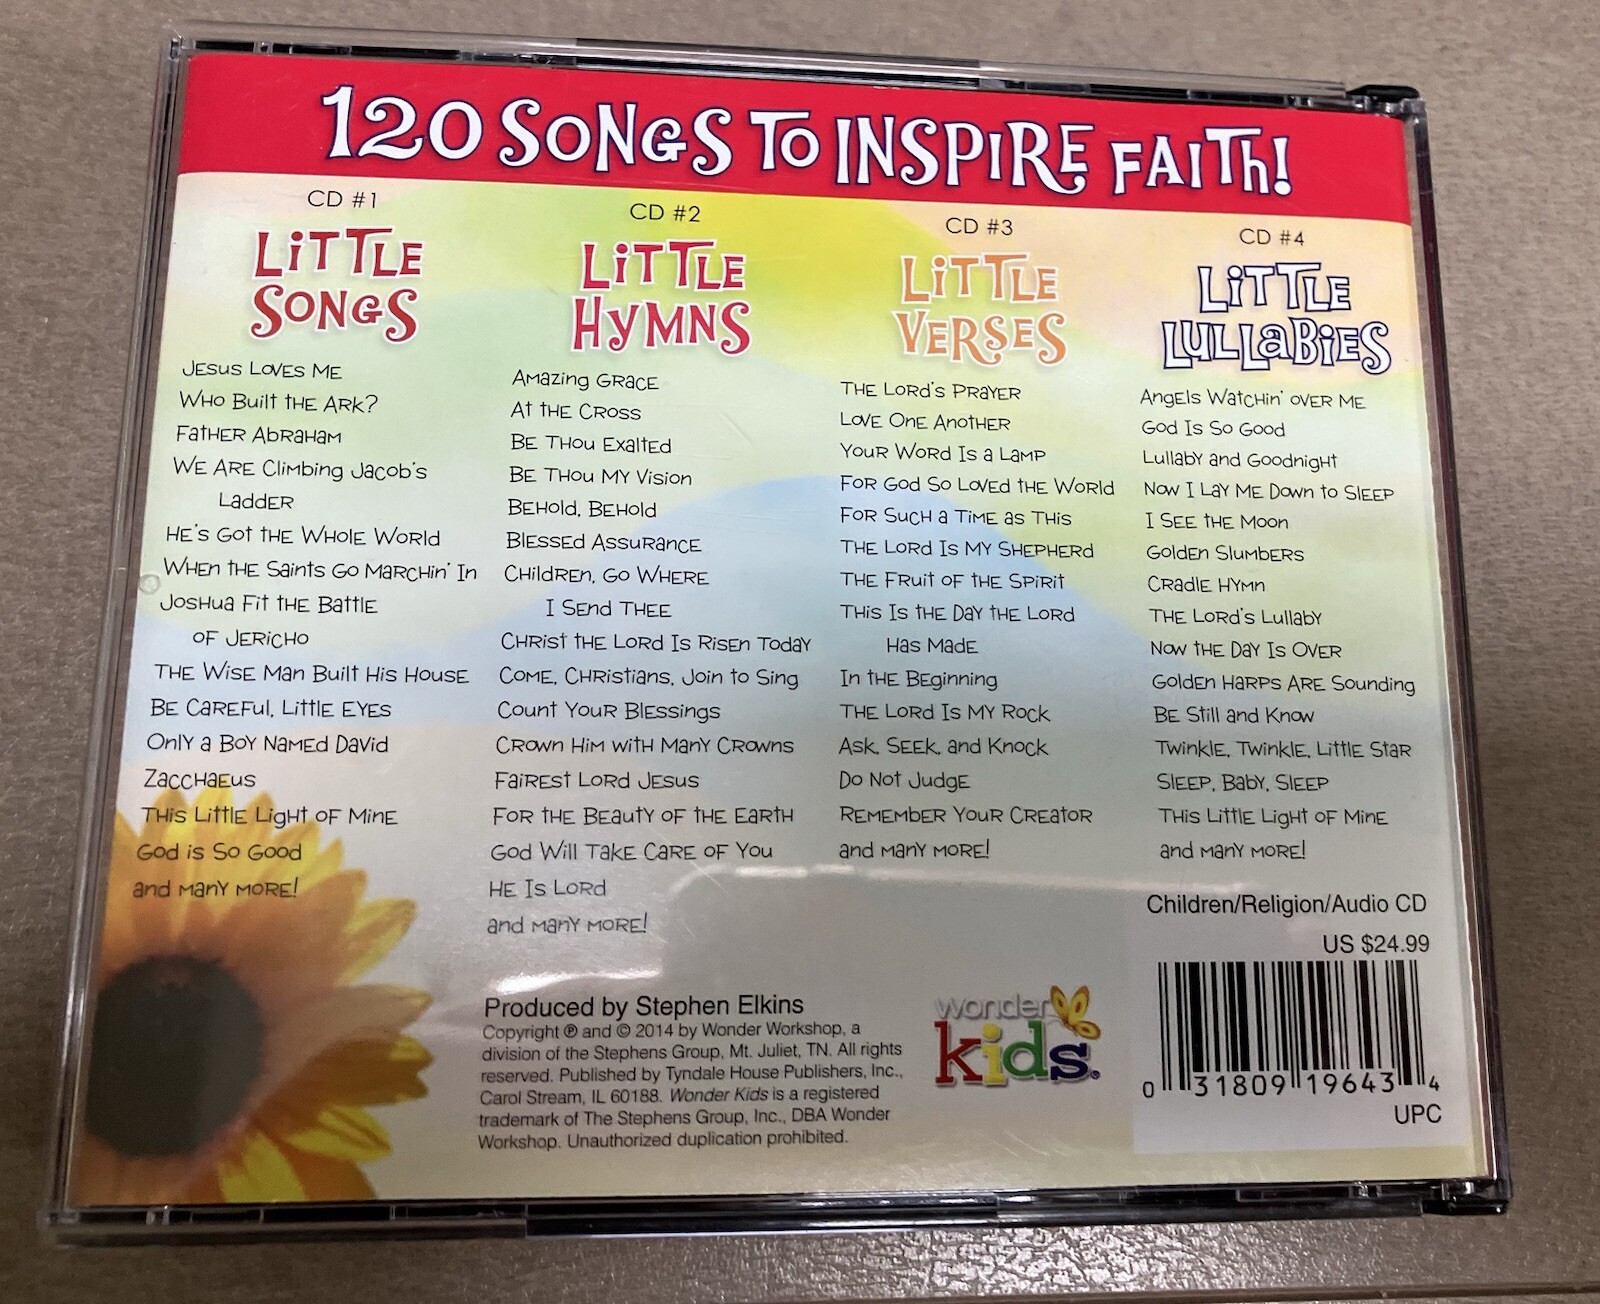 120 SONGS TO INSPIRE FAITh!
CD #1
LiTTLE
SONGS
JESUS LOVES ME
WHO Built tHE ARK?
FatHER AbRaHaM
WE ARE CliMbing Jacob's
LaddER
HE'S Got tHE WHOLE World
WHEN tHE Saints Go MaRCHin' In
JosHua Fit tHE BattlE
OF JERiCHO
THE WiSE Man Built His HOUSE
BE CaREFul, LittlE EYES
Only a BoY NaMEd David
ZaccHaEus
THis LittlE LigHt OF MinE
God is So Good
and ManY MORE!
CD #2
LiTTLE
HyMNS
AMazing GRaCE
At tHE CROSS
BE THou ExaltEd
BE THou MY Vision
BEHold, BEHold
BlESSEd AssuRanCE
CHildREn, Go WHERE
I SEnd THEE
CHRist tHE LoRd Is RisEn Today
COME, CHRistians, Join to Sing
Count YouR BlEssings
CRown HiM witH ManY CRowns
FaiREst LoRd JESUS
FoR tHE BEauty OF tHE EaRtH
God Will TakE CaRE OF You
HE Is LoRd
and ManY MORE!
CD #3
LiTTLE
VERSES
THE LoRd's PRaYER
LovE OnE AnotHER
YouR WoRd Is a LaMp
FoR God So LovEd tHE WoRld
FoR SucH a TiME as THis
THE LoRd Is MY SHEPHERd
THE FRuit OF tHE SpiRit
THis Is tHE DaY tHE LoRd
Has MadE
In tHE BEginning
THE LoRd Is MY Rock
Ask, SEEk, and Knock
Do Not JudgE
REMEMbER YouR CREatoR
and ManY MORE!
CD #4
LiTTLE
LULLaBiES
AngEls WatcHin' OVER ME
God Is So Good
Lullaby and Goodnight
Now I LaY ME Down to SlEEp
I SEE tHE Moon
GoldEn SluMbERs
CRadlE HYMn
THE LoRd's Lullaby
Now tHE DaY Is OVER
GoldEn HaRps ARE Sounding
BE Still and Know
TwinklE, TwinklE, LittlE StaR
SlEEp, Baby, SlEEp
THis LittlE LigHt OF MinE
and ManY MORE!
Children/Religion/Audio CD
US $24.99
0 31809 19643 4
UPC
Produced by Stephen Elkins
Copyright ℗ and © 2014 by Wonder Workshop, a
division of the Stephens Group, Mt. Juliet, TN. All rights
reserved. Published by Tyndale House Publishers, Inc.,
Carol Stream, IL 60188. Wonder Kids is a registered
trademark of The Stephens Group, Inc., DBA Wonder
Workshop. Unauthorized duplication prohibited.
wonder
kids®